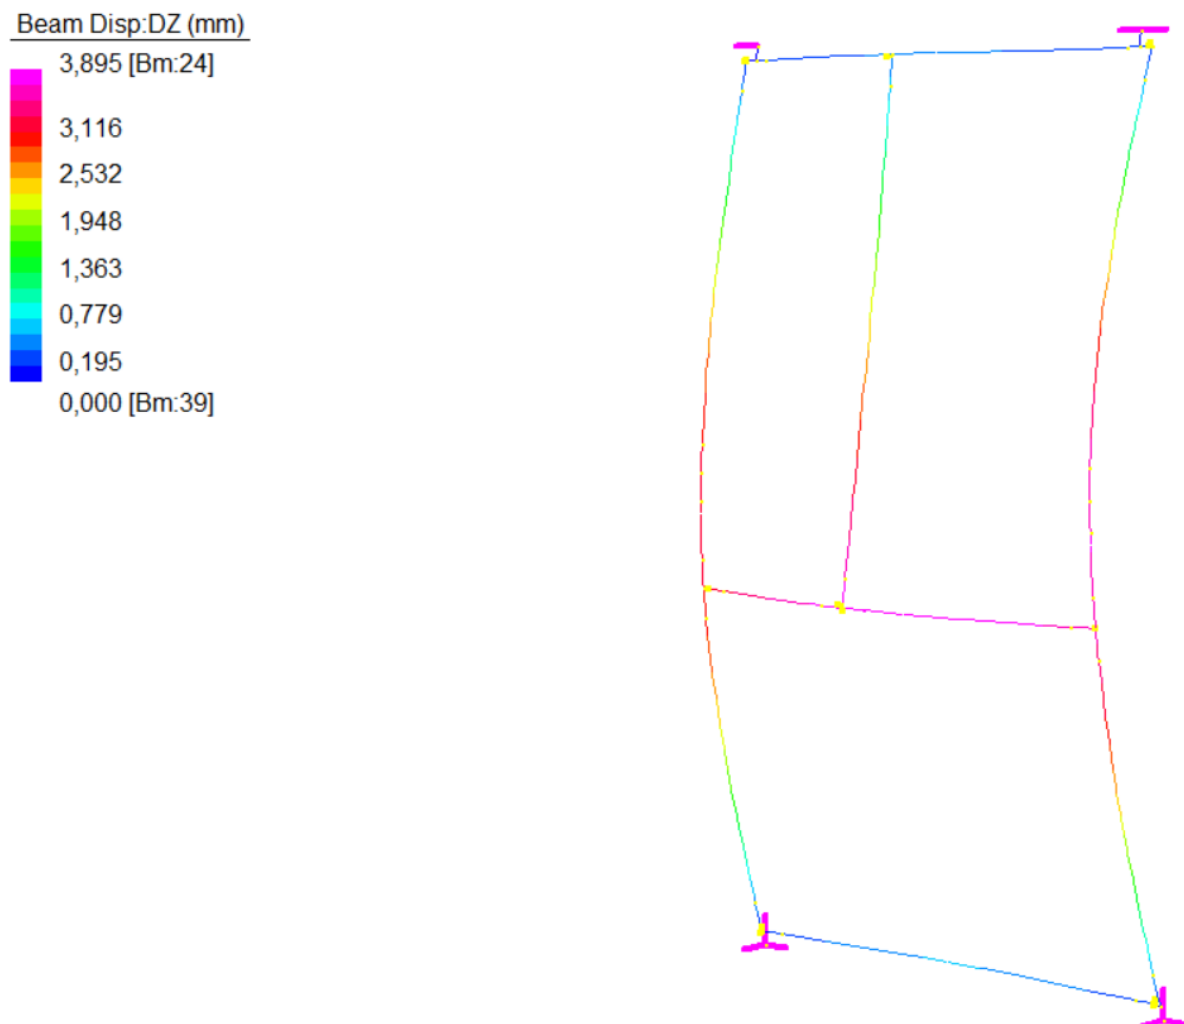 Beam Disp:DZ (mm)
3,895 [Bm:24]
3,116
2,532
1,948
1,363
0,779
0,195
0,000 [Bm:39]